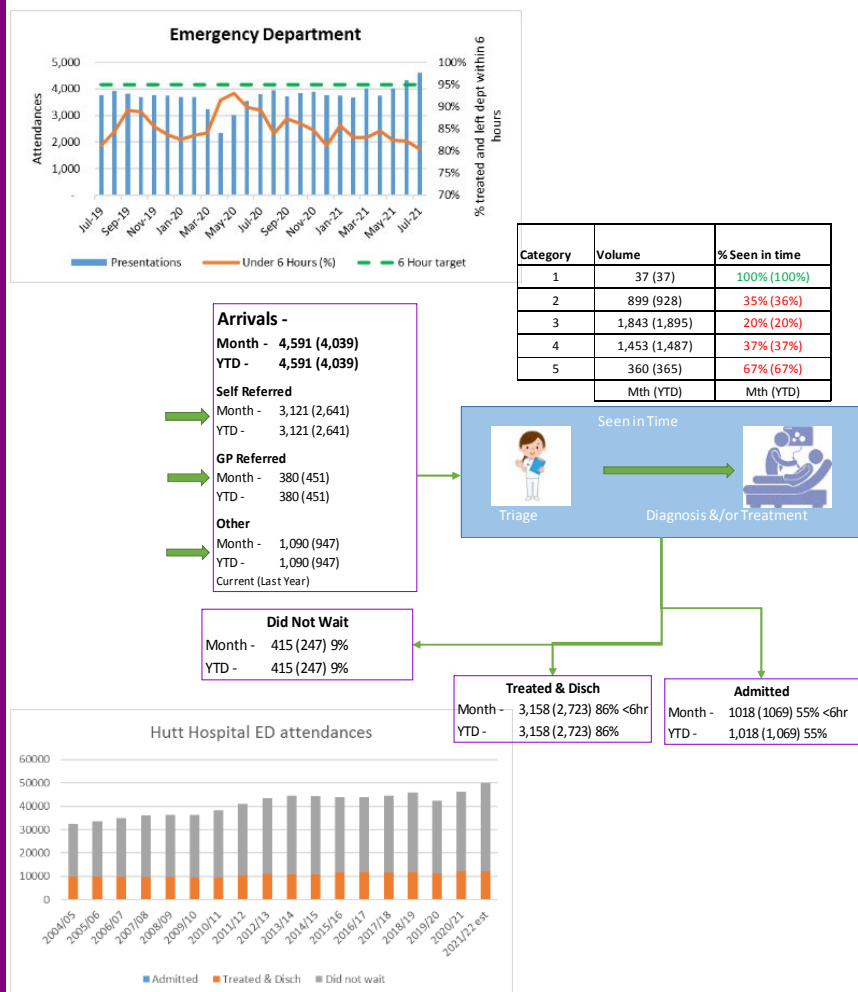 Emergency Department
5,000
4,000
3,000
2,000
1,000
-
Attendances
100%
95%
90%
85%
80%
75%
70%
% treated and left dept within 6 hours
Jul-19
Sep-19
Nov-19
Jan-20
Mar-20
May-20
Jul-20
Sep-20
Nov-20
Jan-21
Mar-21
May-21
Jul-21
Presentations Under 6 Hours (%) 6 Hour target
Category Volume % Seen in time
1 37 (37) 100% (100%)
2 899 (928) 35% (36%)
3 1,843 (1,895) 20% (20%)
4 1,453 (1,487) 37% (37%)
5 360 (365) 67% (67%)
Mth (YTD) Mth (YTD)
Arrivals -
Month - 4,591 (4,039)
YTD - 4,591 (4,039)
Self Referred
Month - 3,121 (2,641)
YTD - 3,121 (2,641)
GP Referred
Month - 380 (451)
YTD - 380 (451)
Other
Month - 1,090 (947)
YTD - 1,090 (947)
Current (Last Year)
Seen in Time
Triage Diagnosis &/or Treatment
Did Not Wait
Month - 415 (247) 9%
YTD - 415 (247) 9%
Treated & Disch
Month - 3,158 (2,723) 86% <6hr
YTD - 3,158 (2,723) 86%
Admitted
Month - 1018 (1069) 55% <6hr
YTD - 1,018 (1,069) 55%
Hutt Hospital ED attendances
60000
50000
40000
30000
20000
10000
0
2004/05
2005/06
2006/07
2007/08
2008/09
2009/10
2010/11
2011/12
2012/13
2013/14
2014/15
2015/16
2016/17
2017/18
2018/19
2019/20
2020/21
2021/22 est
Admitted Treated & Disch Did not wait